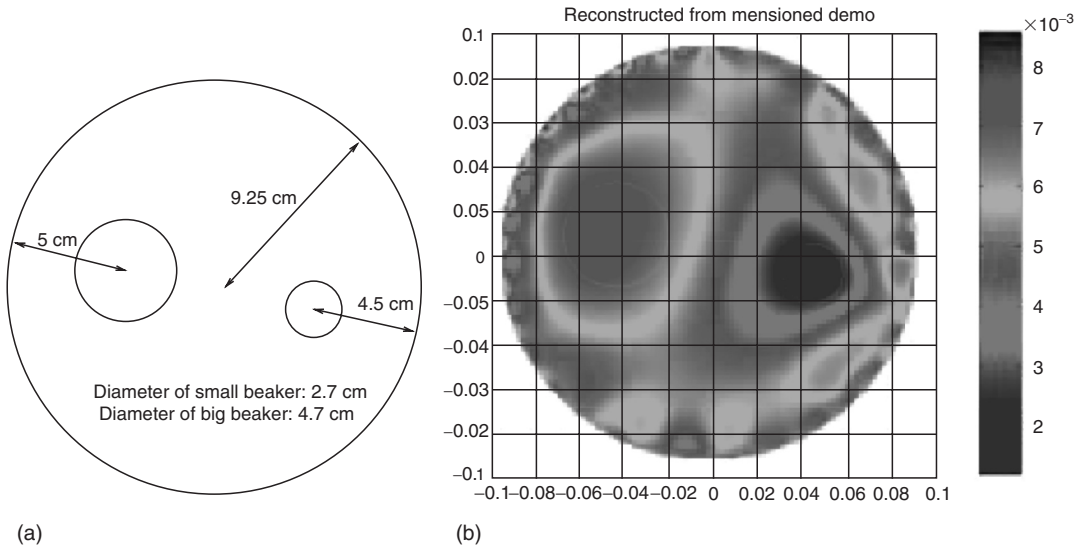 9.25 cm
5 cm
4.5 cm
Diameter of small beaker: 2.7 cm
Diameter of big beaker: 4.7 cm
(a)
Reconstructed from mensioned demo
0.1
0.02
0.03
0.04
0.05
0
−0.05
−0.04
−0.03
−0.02
−0.1
−0.1 −0.08 −0.06 −0.04 −0.02 0 0.02 0.04 0.06 0.08 0.1
(b)
×10⁻³
8
7
6
5
4
3
2